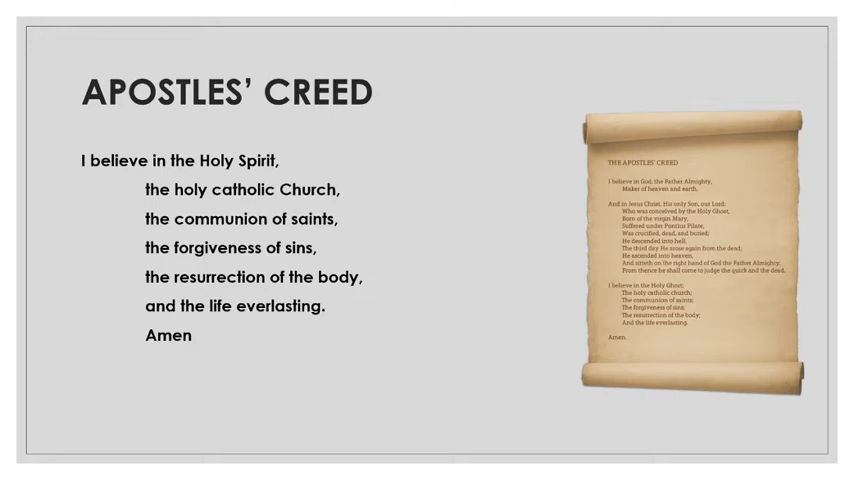 APOSTLES’ CREED
I believe in the Holy Spirit,
the holy catholic Church,
the communion of saints,
the forgiveness of sins,
the resurrection of the body,
and the life everlasting.
Amen
THE APOSTLES' CREED
I believe in God, the Father Almighty,
Maker of heaven and earth,
And in Jesus Christ, His only Son, our Lord:
Who was conceived by the Holy Ghost,
Born of the virgin Mary,
Suffered under Pontius Pilate,
Was crucified, dead, and buried;
He descended into hell.
The third day He arose again from the dead;
He ascended into heaven,
And sitteth on the right hand of God the Father Almighty;
From thence he shall come to judge the quick and the dead.
I believe in the Holy Ghost;
The holy catholic church;
The communion of saints;
The forgiveness of sins;
The resurrection of the body;
And the life everlasting.
Amen.